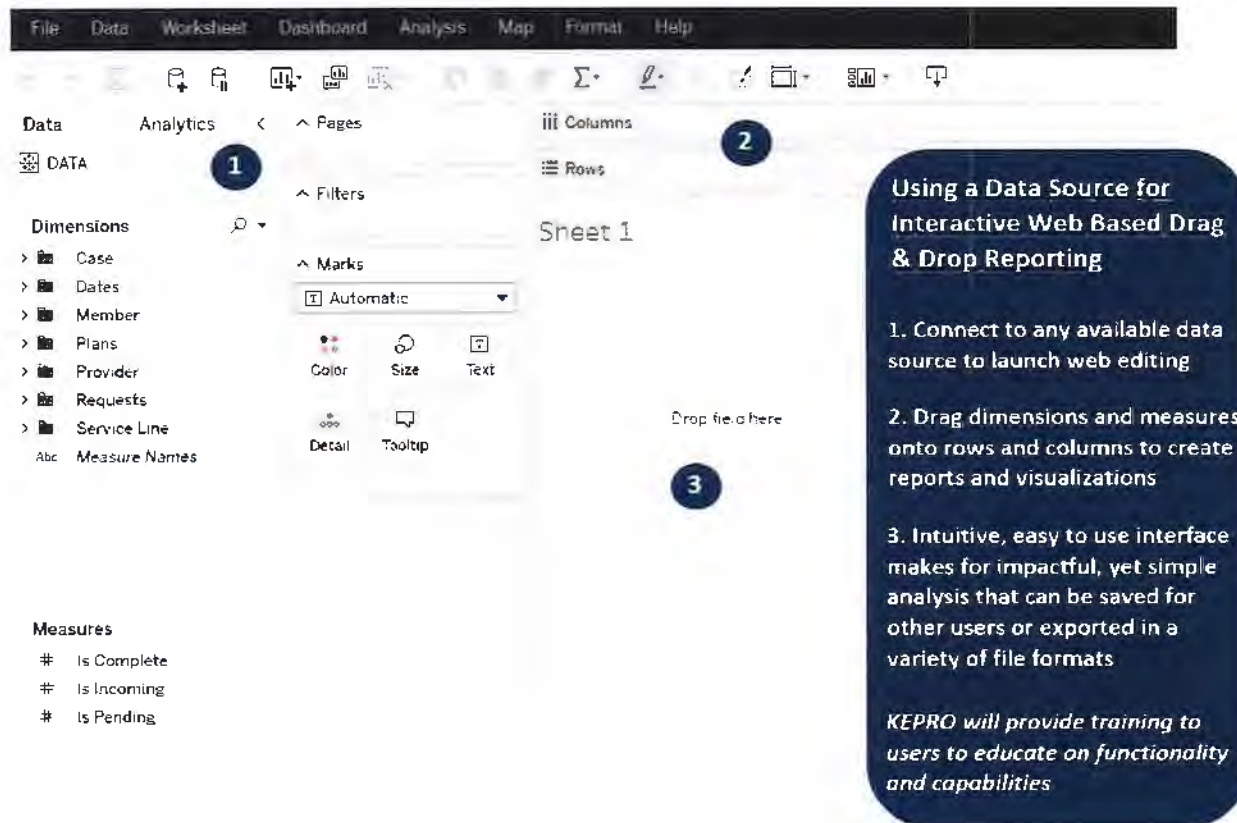 File Data Worksheet Dashboard Analysis Map Format Help
Data Analytics
DATA
1
Dimensions
Case
Dates
Member
Plans
Provider
Requests
Service Line
Abc Measure Names
Measures
# Is Complete
# Is Incoming
# Is Pending
Pages
Filters
Marks
T Automatic
Color Size Text
Detail Tooltip
Columns
2
Rows
Sheet 1
Drop field here
3
Using a Data Source for
Interactive Web Based Drag
& Drop Reporting
1. Connect to any available data
source to launch web editing
2. Drag dimensions and measures
onto rows and columns to create
reports and visualizations
3. Intuitive, easy to use interface
makes for impactful, yet simple
analysis that can be saved for
other users or exported in a
variety of file formats
KEPRO will provide training to
users to educate on functionality
and capabilities